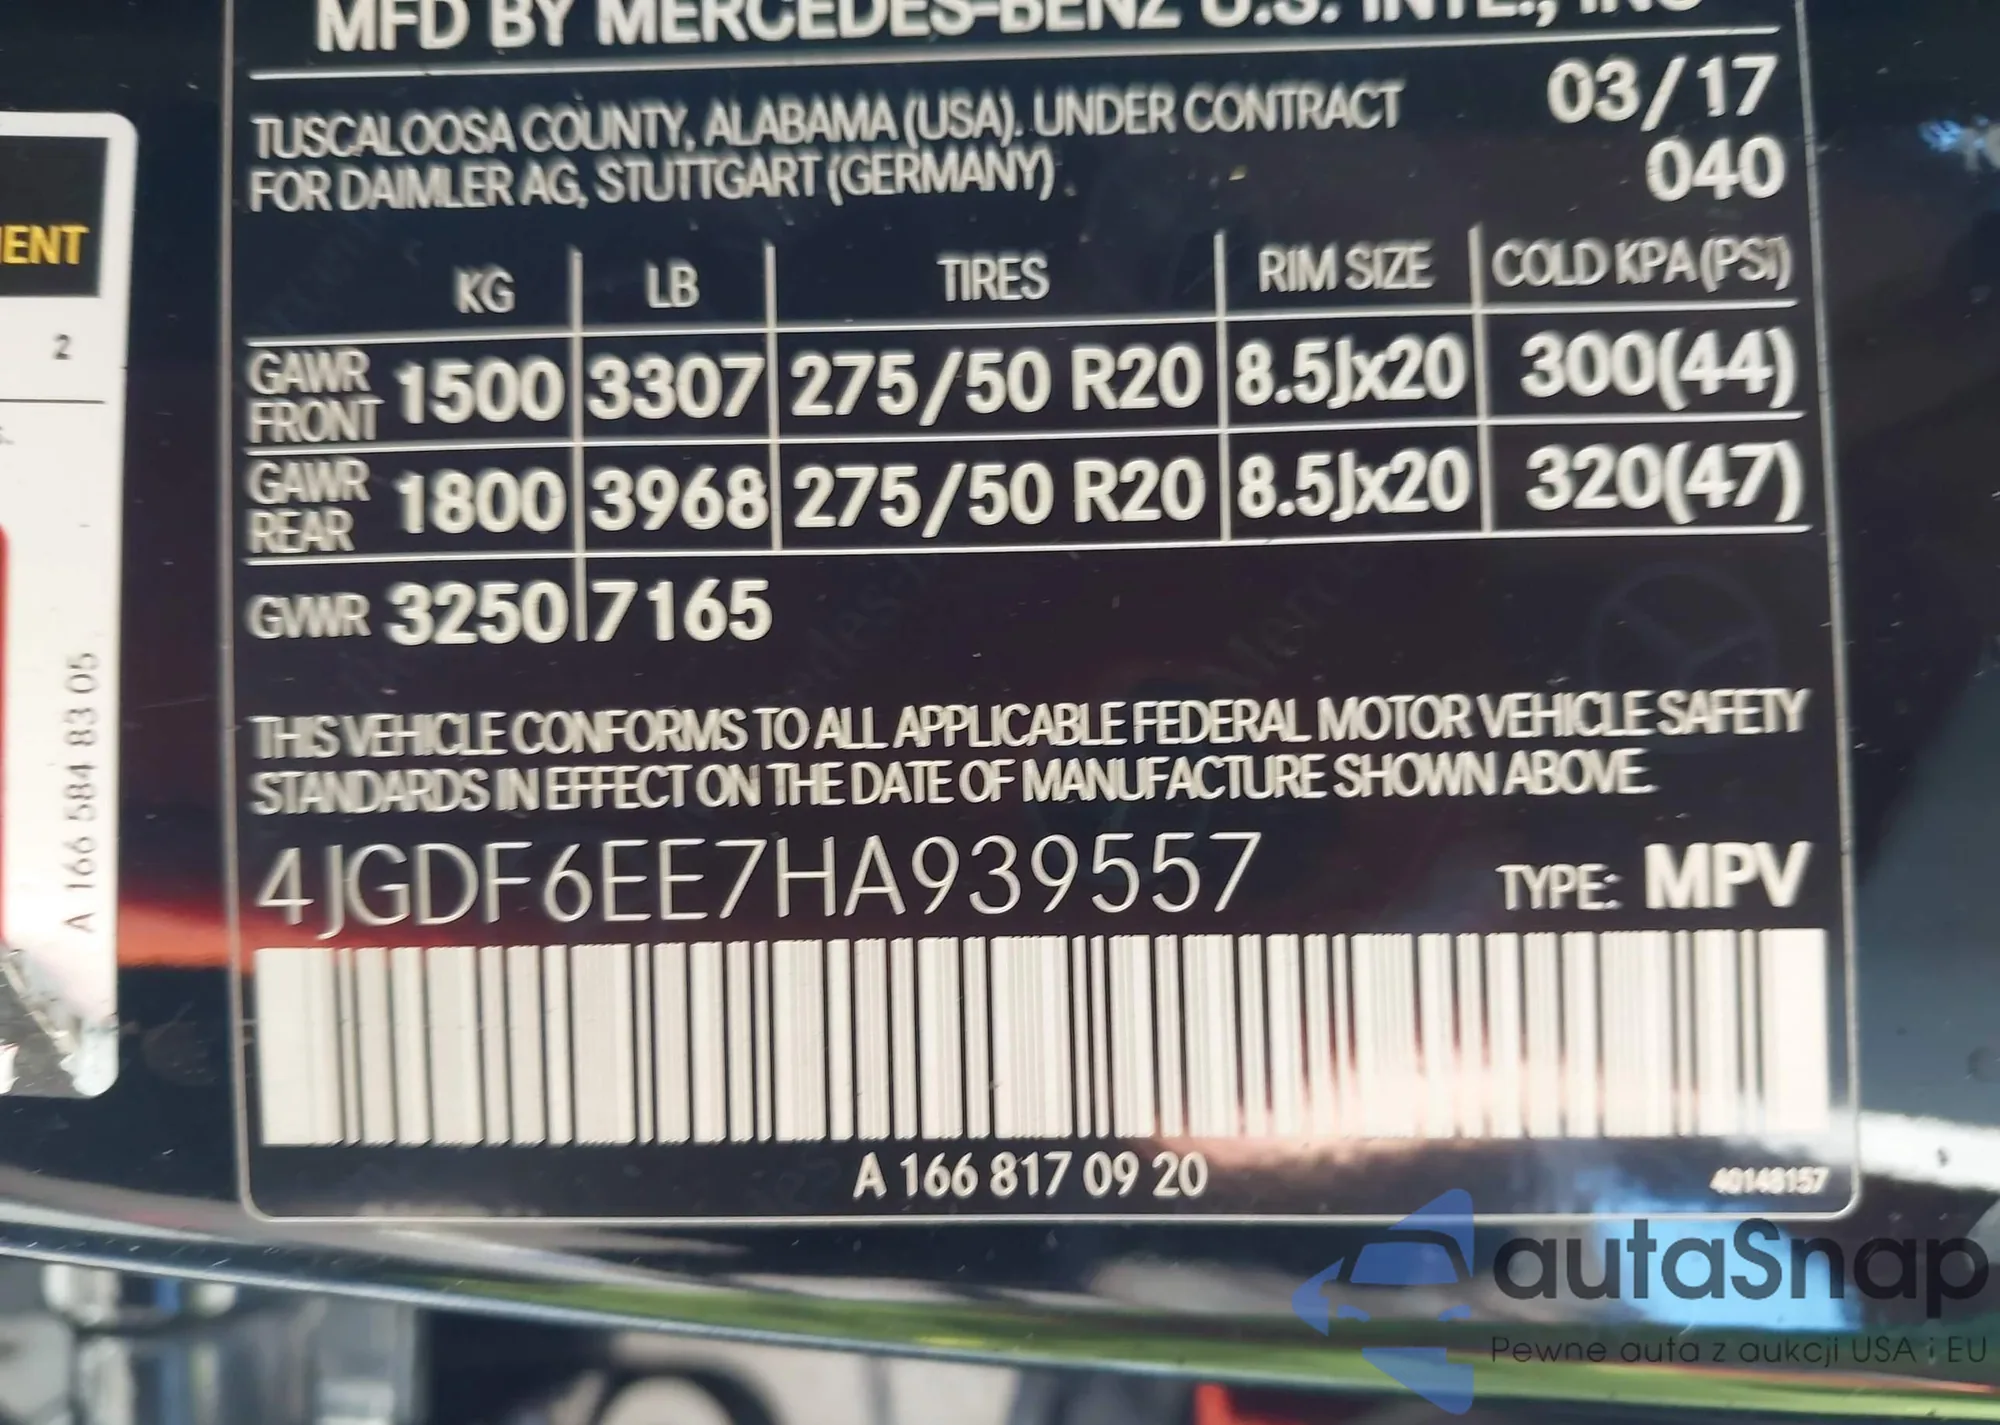 MFD BY MERCEDES-BENZ U.S. INTL., INC
TUSCALOOSA COUNTY, ALABAMA (USA). UNDER CONTRACT
FOR DAIMLER AG, STUTTGART (GERMANY)
03/17
040
KG LB TIRES RIM SIZE COLD KPA (PSI)
GAWR FRONT 1500 3307 275/50 R20 8.5Jx20 300(44)
GAWR REAR 1800 3968 275/50 R20 8.5Jx20 320(47)
GVWR 3250 7165
THIS VEHICLE CONFORMS TO ALL APPLICABLE FEDERAL MOTOR VEHICLE SAFETY
STANDARDS IN EFFECT ON THE DATE OF MANUFACTURE SHOWN ABOVE.
4JGDF6EE7HA939557 TYPE: MPV
A 166 817 09 20
40148157
ENT
2
A 166 584 83 05
autaSnap
Pewne auta z aukcji USA i EU